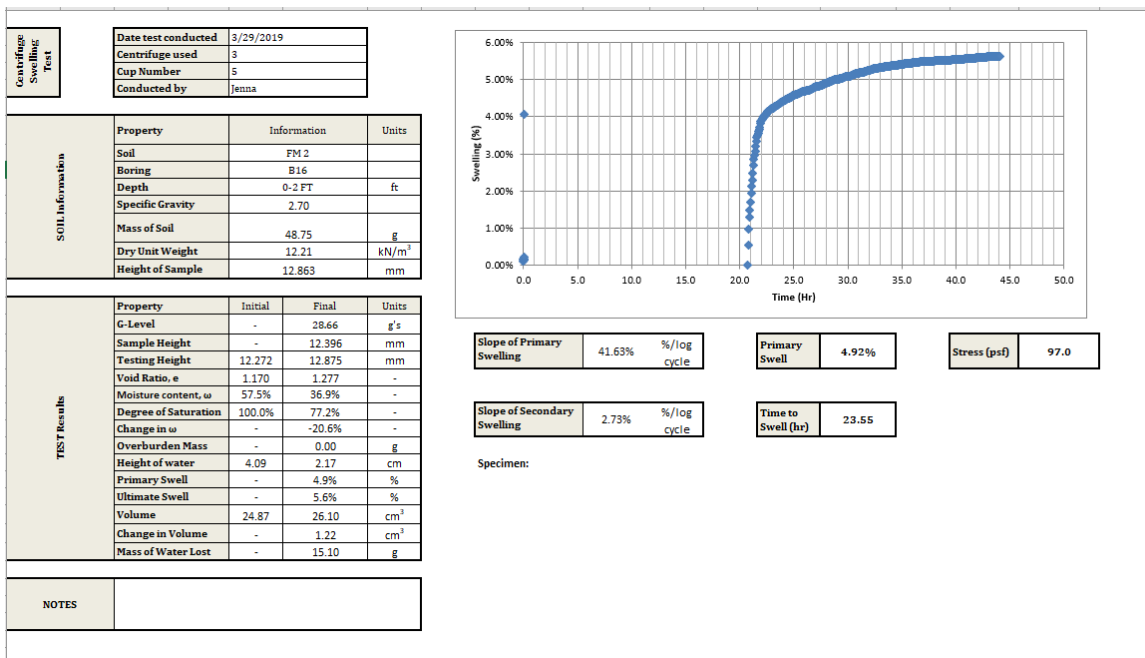 Centrifuge
Swelling
Test
Date test conducted 3/29/2019
Centrifuge used 3
Cup Number 5
Conducted by Jenna
SOIL Information
Property Information Units
Soil FM 2
Boring B16
Depth 0-2 FT ft
Specific Gravity 2.70
Mass of Soil 48.75 g
Dry Unit Weight 12.21 kN/m³
Height of Sample 12.863 mm
TEST Results
Property Initial Final Units
G-Level - 28.66 g's
Sample Height - 12.396 mm
Testing Height 12.272 12.875 mm
Void Ratio, e 1.170 1.277 -
Moisture content, ω 57.5% 36.9% -
Degree of Saturation 100.0% 77.2% -
Change in ω - -20.6% -
Overburden Mass - 0.00 g
Height of water 4.09 2.17 cm
Primary Swell - 4.9% %
Ultimate Swell - 5.6% %
Volume 24.87 26.10 cm³
Change in Volume - 1.22 cm³
Mass of Water Lost - 15.10 g
NOTES
Swelling (%)
6.00%
5.00%
4.00%
3.00%
2.00%
1.00%
0.00%
0.0 5.0 10.0 15.0 20.0 25.0 30.0 35.0 40.0 45.0 50.0
Time (Hr)
Slope of Primary
Swelling
41.63%
%/log
cycle
Primary
Swell
4.92%
Stress (psf) 97.0
Slope of Secondary
Swelling
2.73%
%/log
cycle
Time to
Swell (hr)
23.55
Specimen: